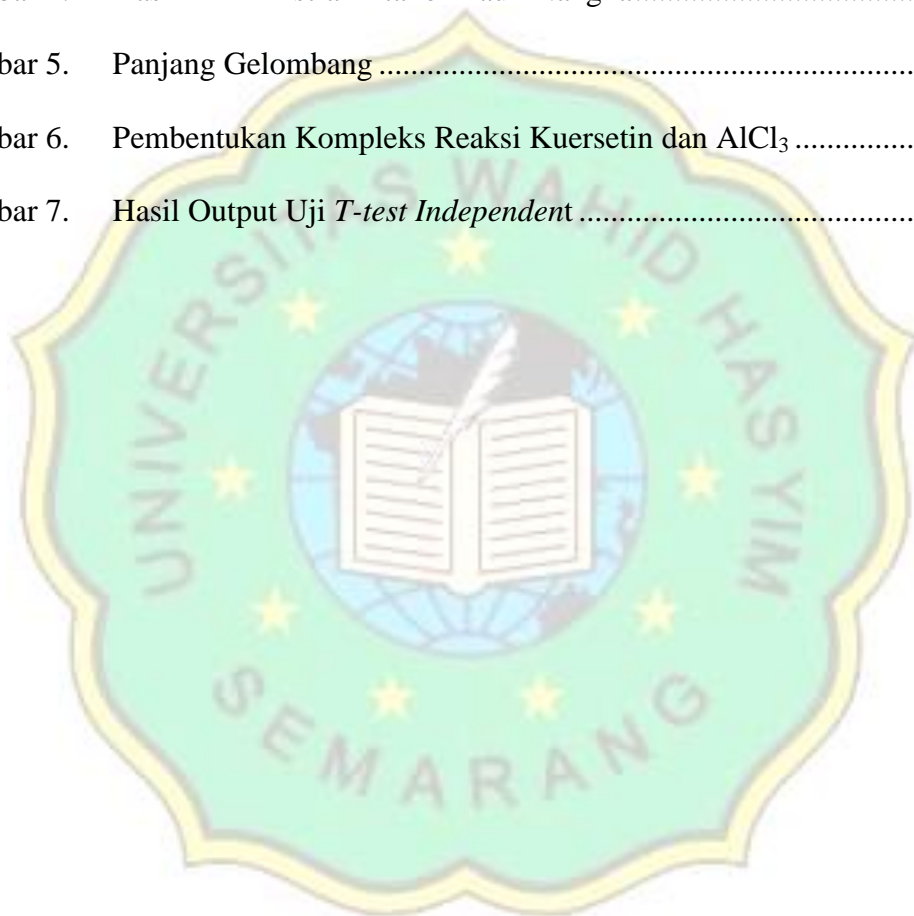 bar 5. Panjang Gelombang ................................................................................
bar 6. Pembentukan Kompleks Reaksi Kuersetin dan AlCl₃ ..................
bar 7. Hasil Output Uji T-test Independent ...................................................
UNIVERSITAS WAHID HASYIM
SEMARANG